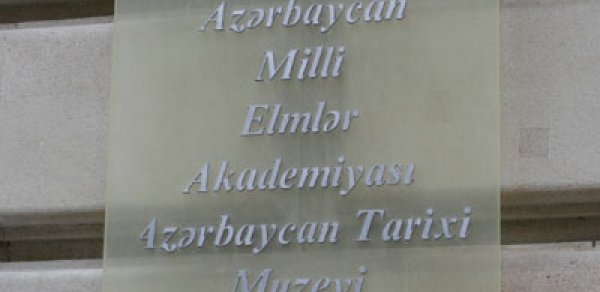 Azərbaycan
Milli
Elmlər
Akademiyası
Azərbaycan Tarixi
Muzeyi